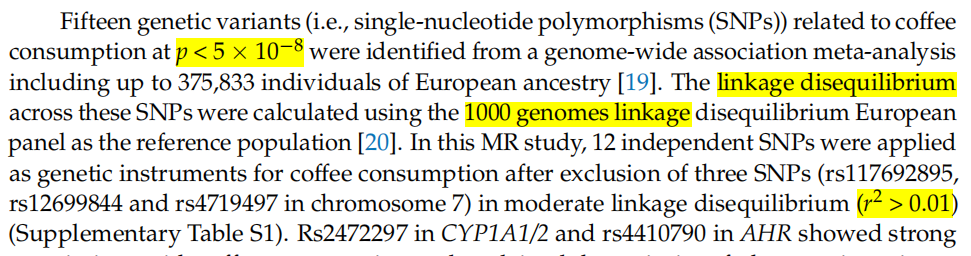 Fifteen genetic variants (i.e., single-nucleotide polymorphisms (SNPs)) related to coffee
consumption at p < 5 × 10−8 were identified from a genome-wide association meta-analysis
including up to 375,833 individuals of European ancestry [19]. The linkage disequilibrium
across these SNPs were calculated using the 1000 genomes linkage disequilibrium European
panel as the reference population [20]. In this MR study, 12 independent SNPs were applied
as genetic instruments for coffee consumption after exclusion of three SNPs (rs117692895,
rs12699844 and rs4719497 in chromosome 7) in moderate linkage disequilibrium (r2 > 0.01)
(Supplementary Table S1). Rs2472297 in CYP1A1/2 and rs4410790 in AHR showed strong